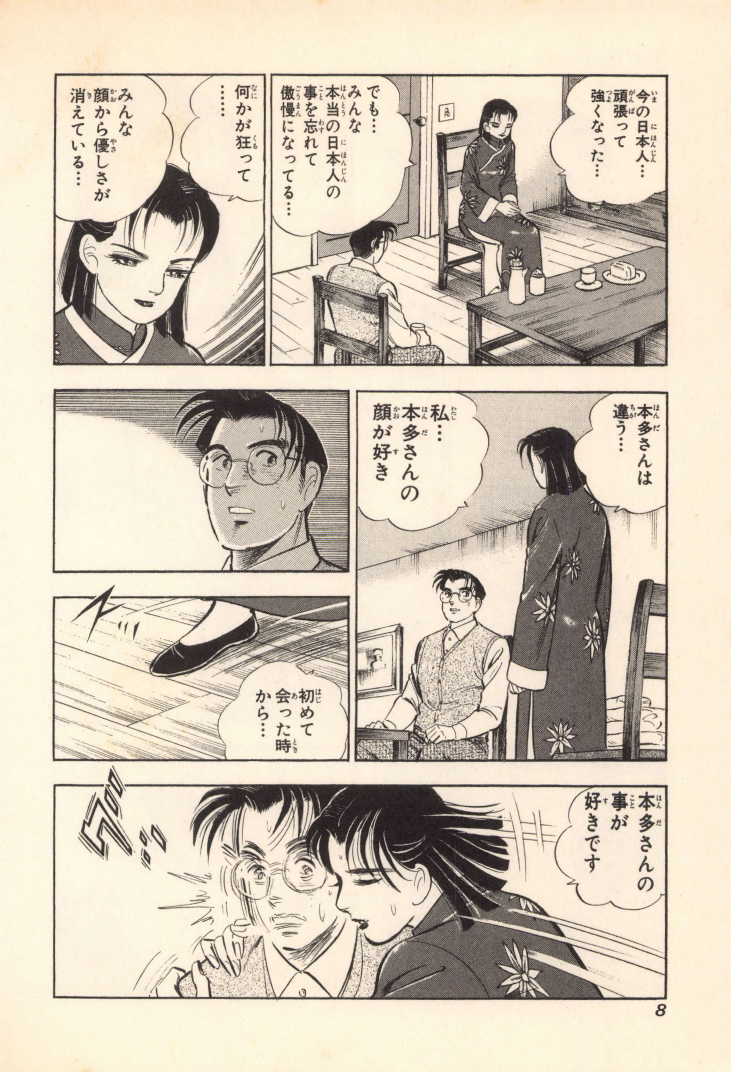 今の日本人…
頑張って
強くなった…
でも…
みんな
本当の日本人の
事を忘れて
傲慢になってる…
何かが狂って
……
みんな
顔から優しさが
消えている…
本多さんは
違う…
私…
本多さんの
顔が好き
初めて
会った時
から…
本多さんの
事が
好きです
8